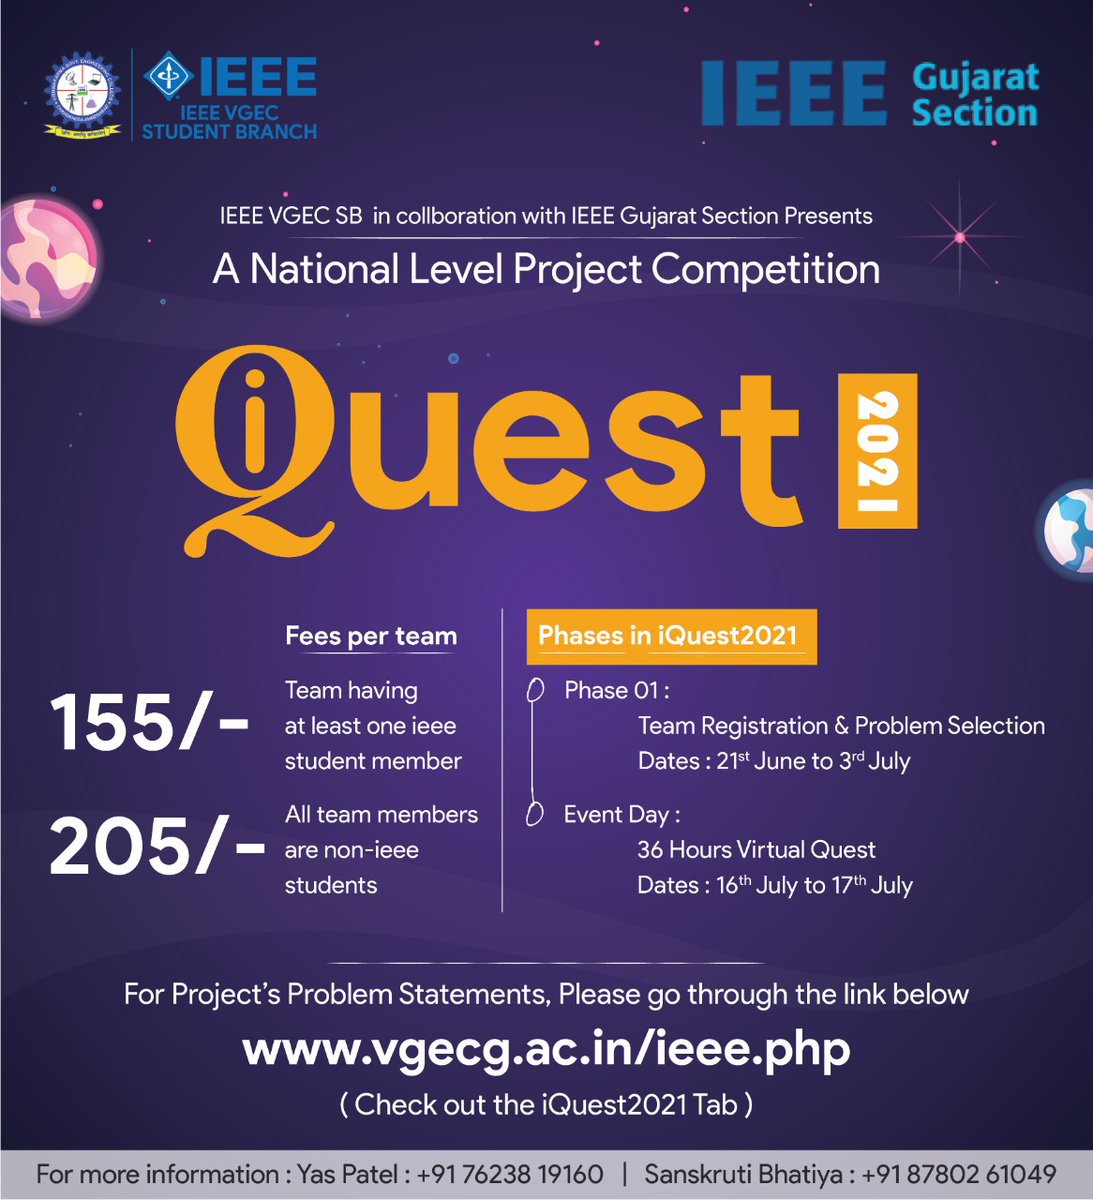 IEEE
IEEE VGEC
STUDENT BRANCH
IEEE Gujarat
Section
IEEE VGEC SB in collboration with IEEE Gujarat Section Presents
A National Level Project Competition
iQuest 2021
Fees per team
155/-
Team having
at least one ieee
student member
205/-
All team members
are non-ieee
students
Phases in iQuest2021
Phase 01 :
Team Registration & Problem Selection
Dates : 21st June to 3rd July
Event Day :
36 Hours Virtual Quest
Dates : 16th July to 17th July
For Project's Problem Statements, Please go through the link below
www.vgecg.ac.in/ieee.php
( Check out the iQuest2021 Tab )
For more information : Yas Patel : +91 76238 19160 | Sanskruti Bhatiya : +91 87802 61049